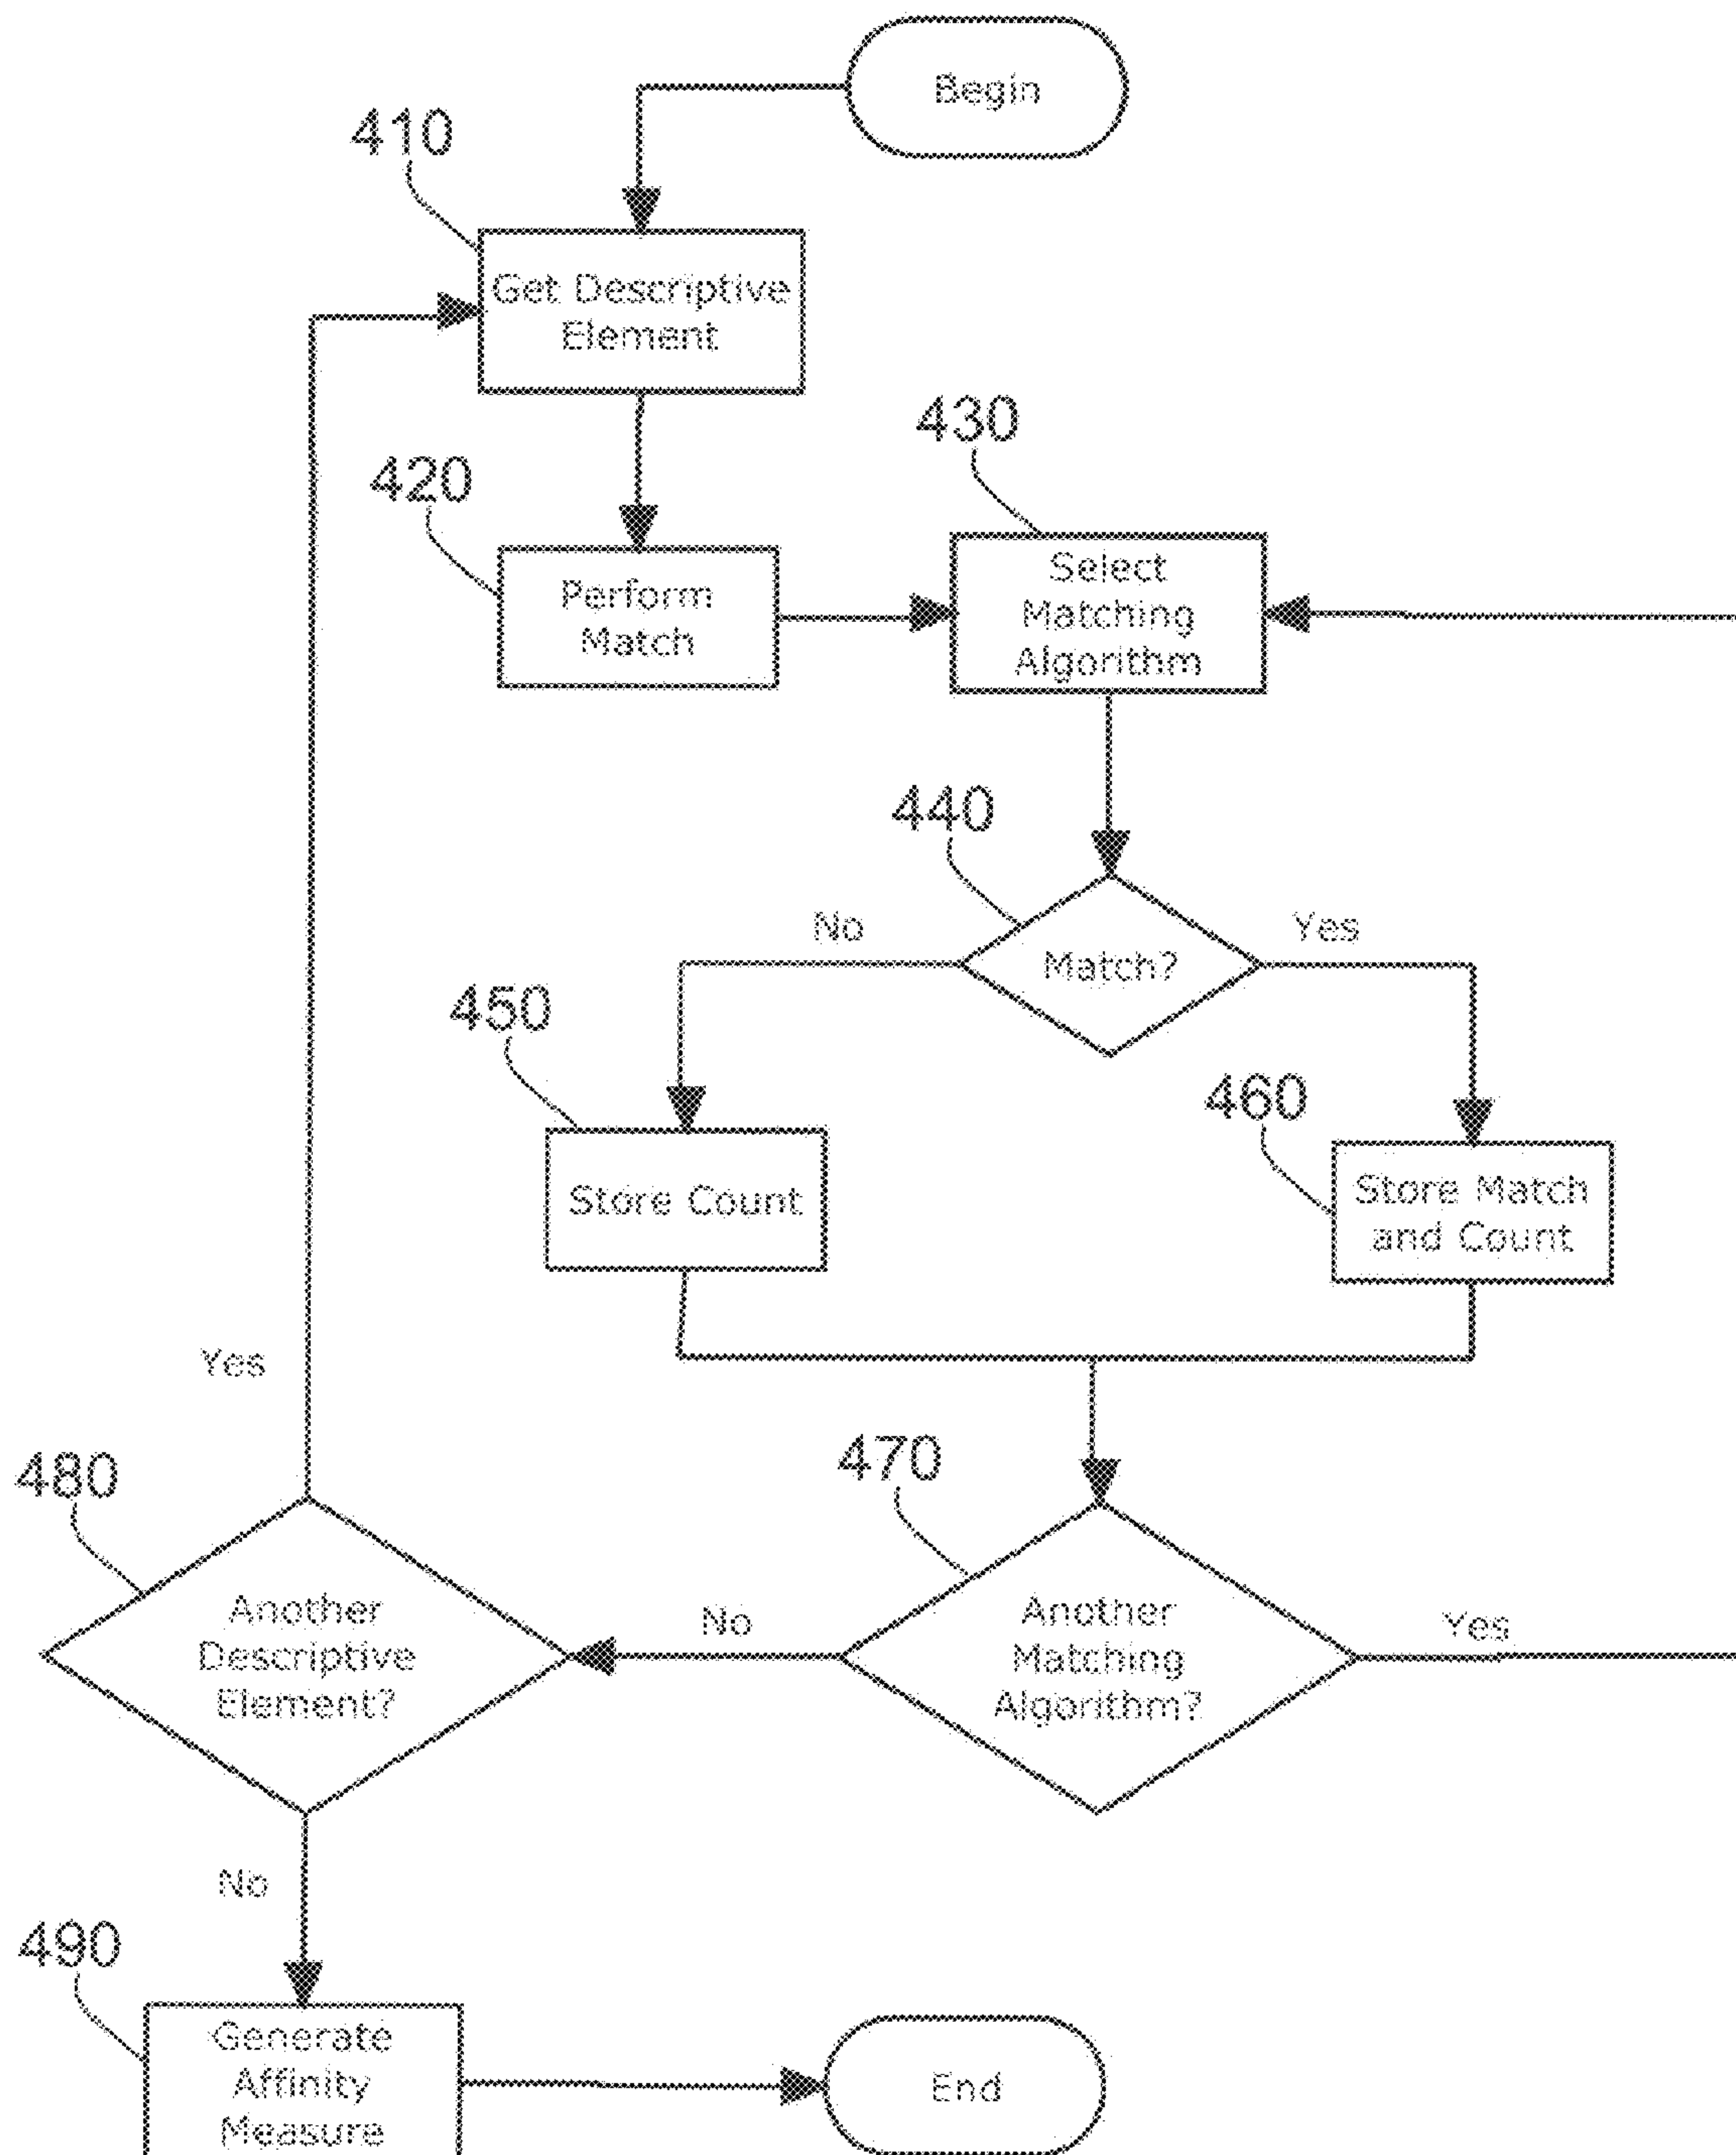 Begin
410
Get Descriptive
Element
430
420
Select
Matching
Algorithm
Perform
Match
440
No
Yes
Match?
450
460
Store Count
Store Match
and Count
Yes
480
470
Another
Descriptive
Element?
No
Another
Matching
Algorithm?
Yes
No
490
Generate
Affinity
Measure
End